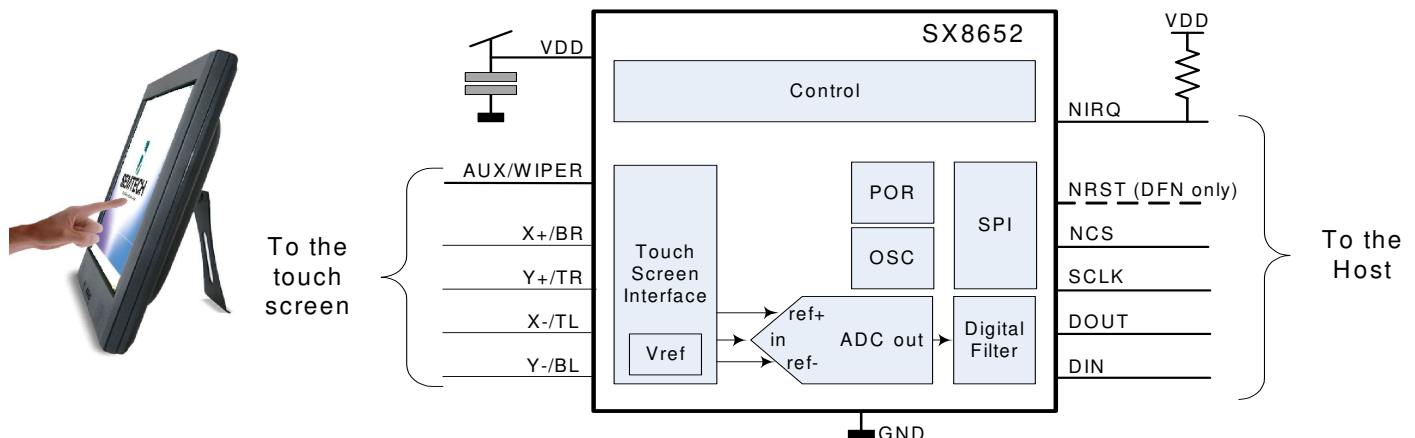 SX8652
VDD
VDD
Control
NIRQ
AUX/WIPER
POR
NRST (DFN only)
SPI
X+/BR
NCS
To the
touch
screen
Touch
Screen
Interface
OSC
To the
Host
Y+/TR
SCLK
ref+
X-/TL
in
ADC out
Digital
Filter
DOUT
Vref
ref-
Y-/BL
DIN
GND
SEMTECH